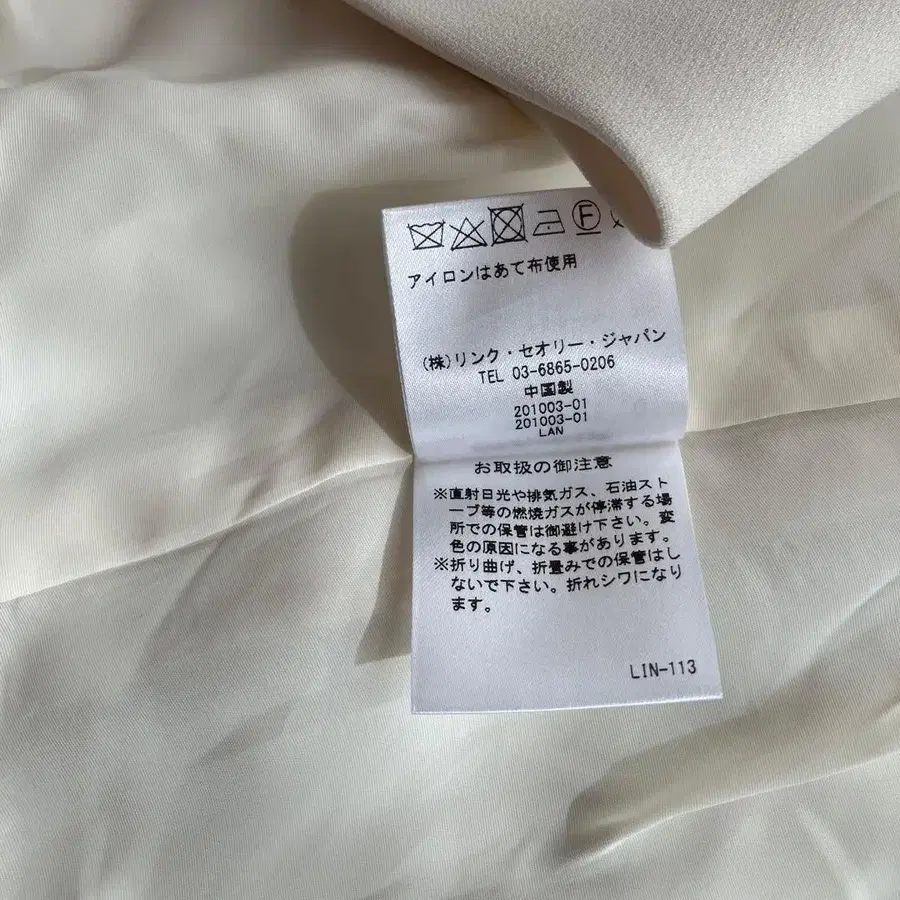 F
アイロンはあて布使用
(株)リンク・セオリー・ジャパン
TEL 03-6865-0206
中国製
201003-01
201003-01
LAN
お取扱の御注意
※直射日光や排気ガス、石油スト
ーブ等の燃焼ガスが停滞する場
所での保管は御避け下さい。変
色の原因になる事があります。
※折り曲げ、折畳みでの保管はし
ないで下さい。折れシワになり
ます。
LIN-113